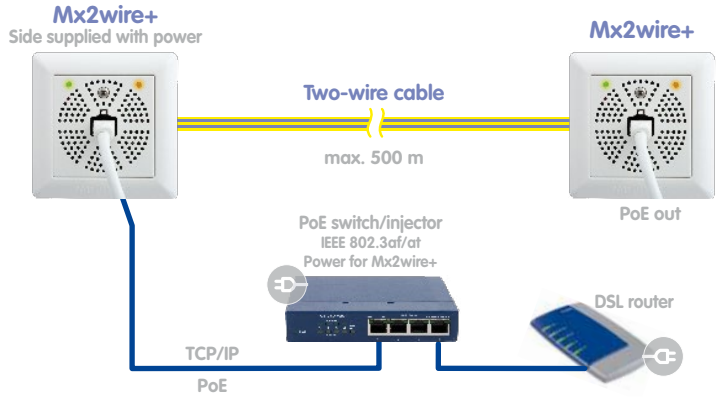 Mx2wire+
Side supplied with power
Mx2wire+
Two-wire cable
max. 500 m
PoE out
PoE switch/injector
IEEE 802.3af/at
Power for Mx2wire+
DSL router
TCP/IP
PoE